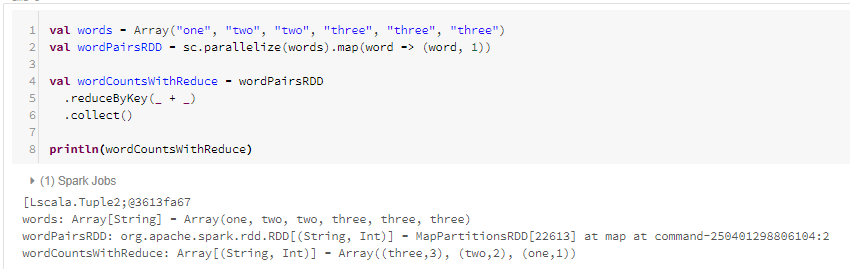 1 val words = Array("one", "two", "two", "three", "three", "three")
2 val wordPairsRDD = sc.parallelize(words).map(word => (word, 1))
3
4 val wordCountsWithReduce = wordPairsRDD
5   .reduceByKey(_ + _)
6   .collect()
7
8 println(wordCountsWithReduce)
(1) Spark Jobs
[Lscala.Tuple2;@3613fa67
words: Array[String] = Array(one, two, two, three, three, three)
wordPairsRDD: org.apache.spark.rdd.RDD[(String, Int)] = MapPartitionsRDD[22613] at map at command-250401298806104:2
wordCountsWithReduce: Array[(String, Int)] = Array((three,3), (two,2), (one,1))